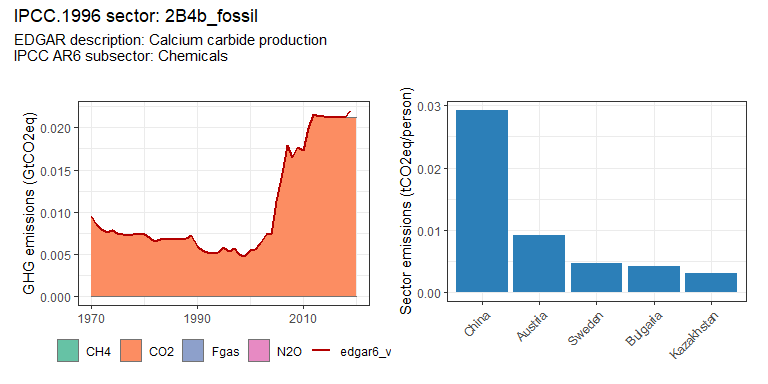 IPCC.1996 sector: 2B4b_fossil
EDGAR description: Calcium carbide production
IPCC AR6 subsector: Chemicals
GHG emissions (GtCO2eq)
0.020
0.015
0.010
0.005
0.000
1970
1990
2010
CH4
CO2
Fgas
N2O
edgar6_v
Sector emissions (tCO2eq/person)
0.03
0.02
0.01
0.00
China
Austria
Sweden
Bulgaria
Kazakhstan